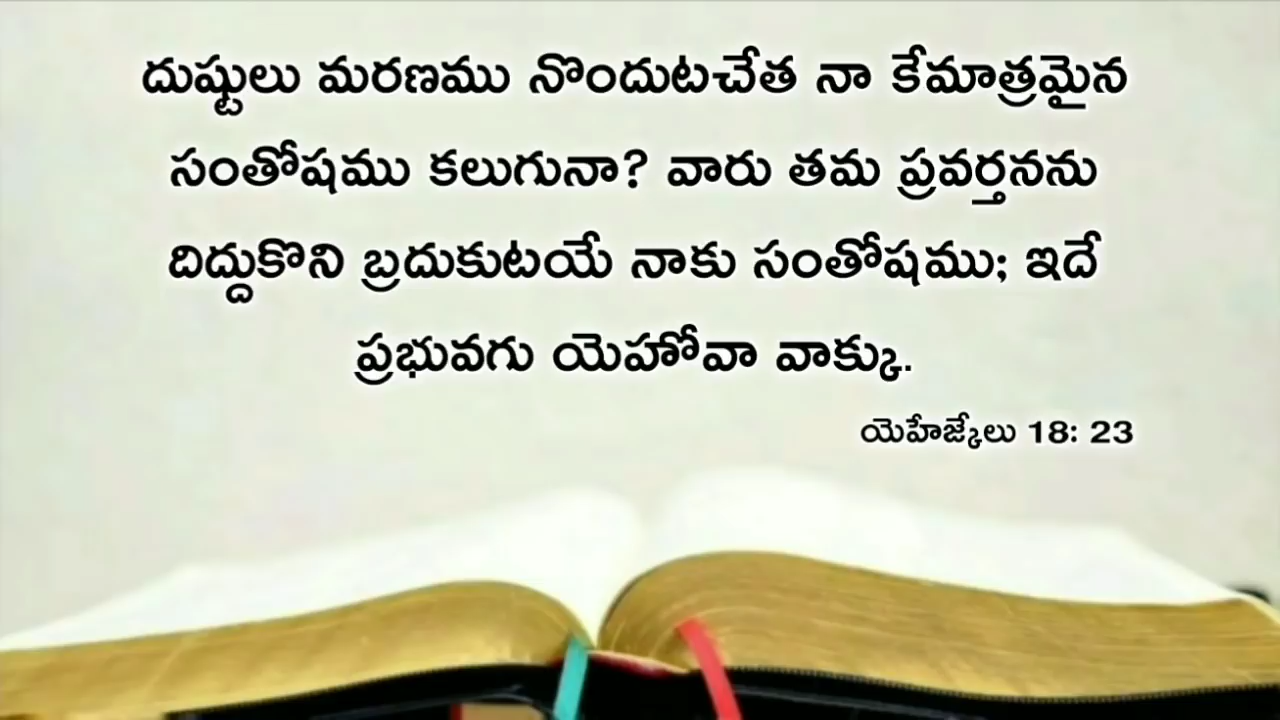 దుష్టులు మరణము నొందుటచేత నా కేమాత్రమైన
సంతోషము కలుగునా? వారు తమ ప్రవర్తనను
దిద్దుకొని బ్రదుకుటయే నాకు సంతోషము; ఇదే
ప్రభువగు యెహోవా వాక్కు.
యెహేజ్కేలు 18: 23